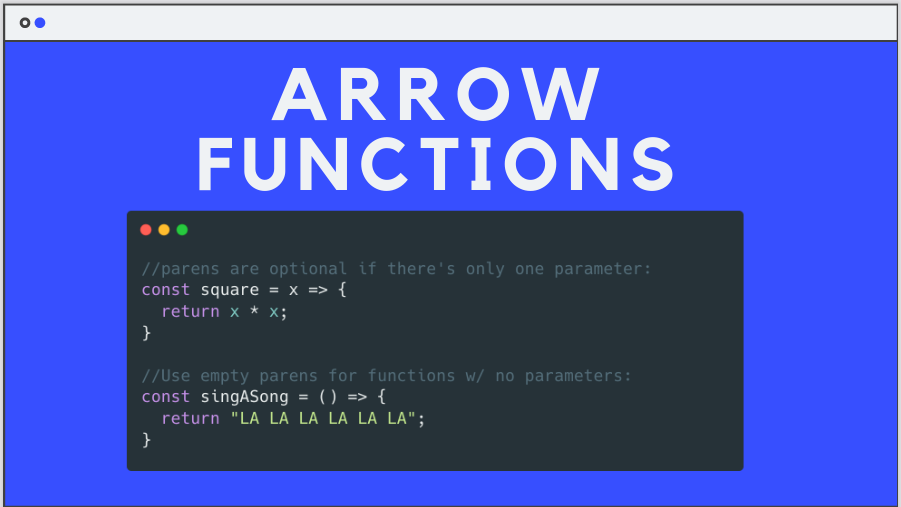 ARROW
FUNCTIONS
//parens are optional if there's only one parameter:
const square = x => {
  return x * x;
}
//Use empty parens for functions w/ no parameters:
const singASong = () => {
  return "LA LA LA LA LA LA";
}